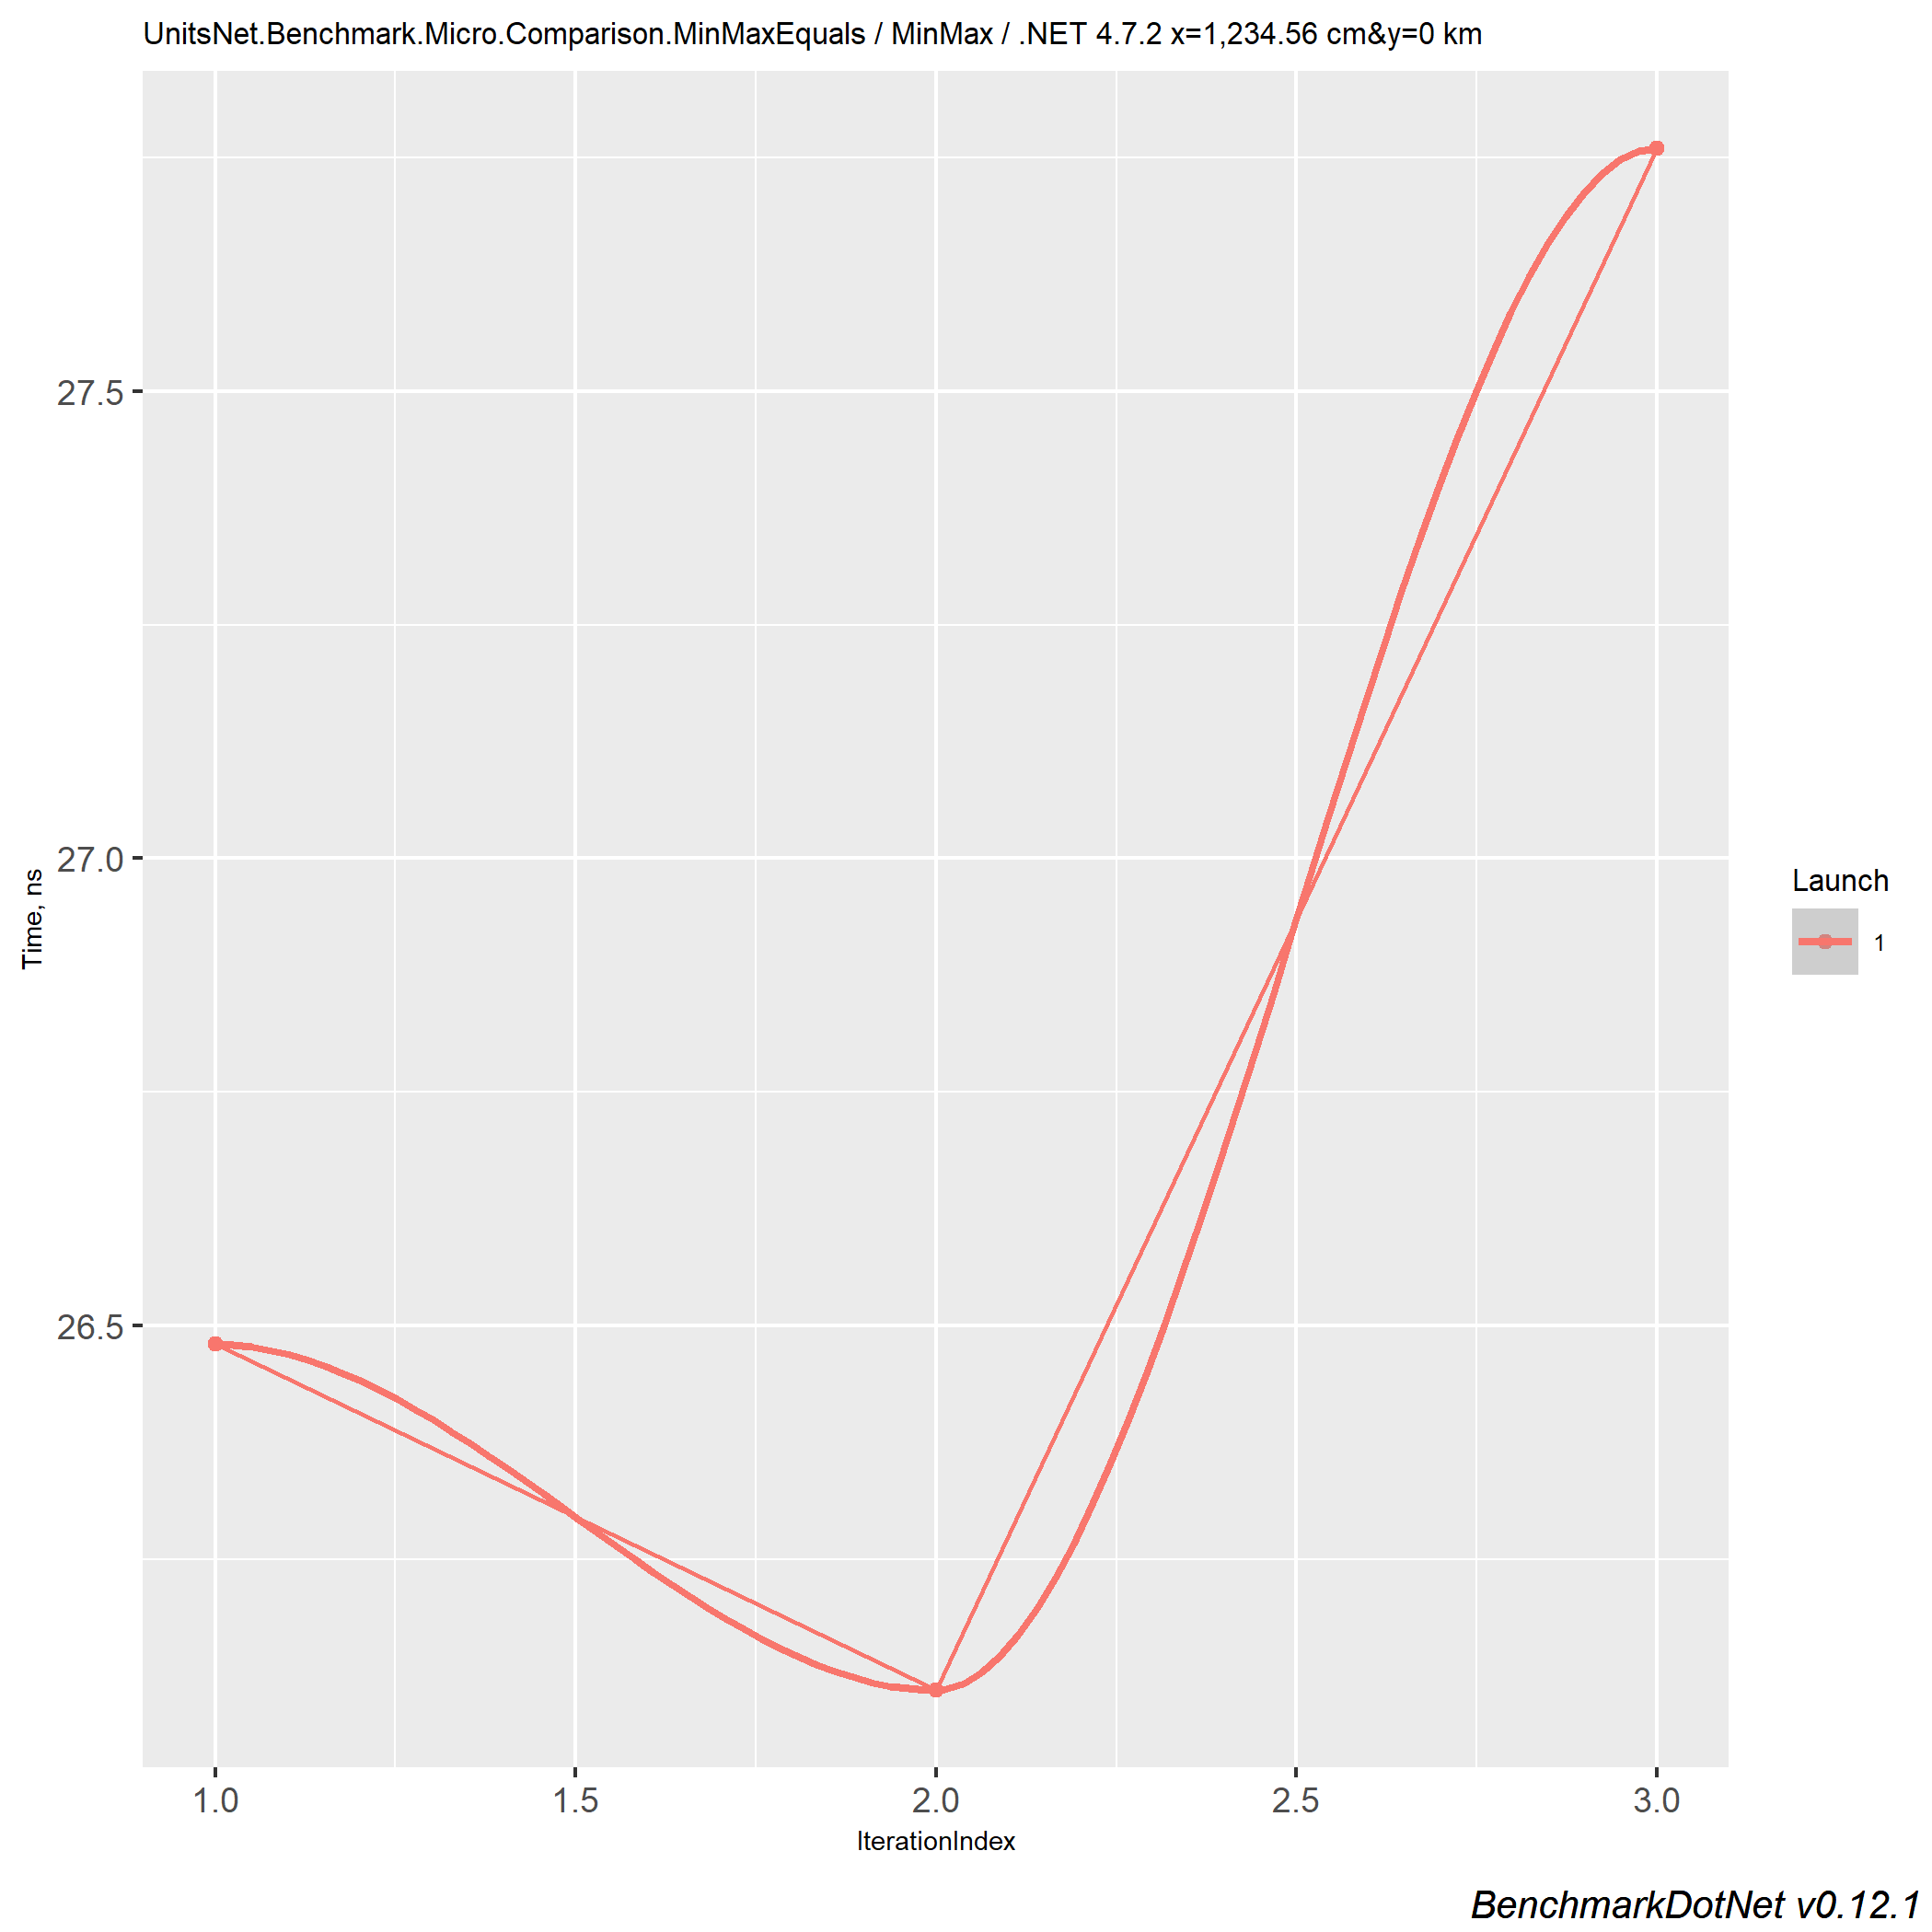 UnitsNet.Benchmark.Micro.Comparison.MinMaxEquals / MinMax / .NET 4.7.2 x=1,234.56 cm&y=0 km
27.5
27.0
26.5
Time, ns
1.0 1.5 2.0 2.5 3.0
IterationIndex
Launch
1
BenchmarkDotNet v0.12.1